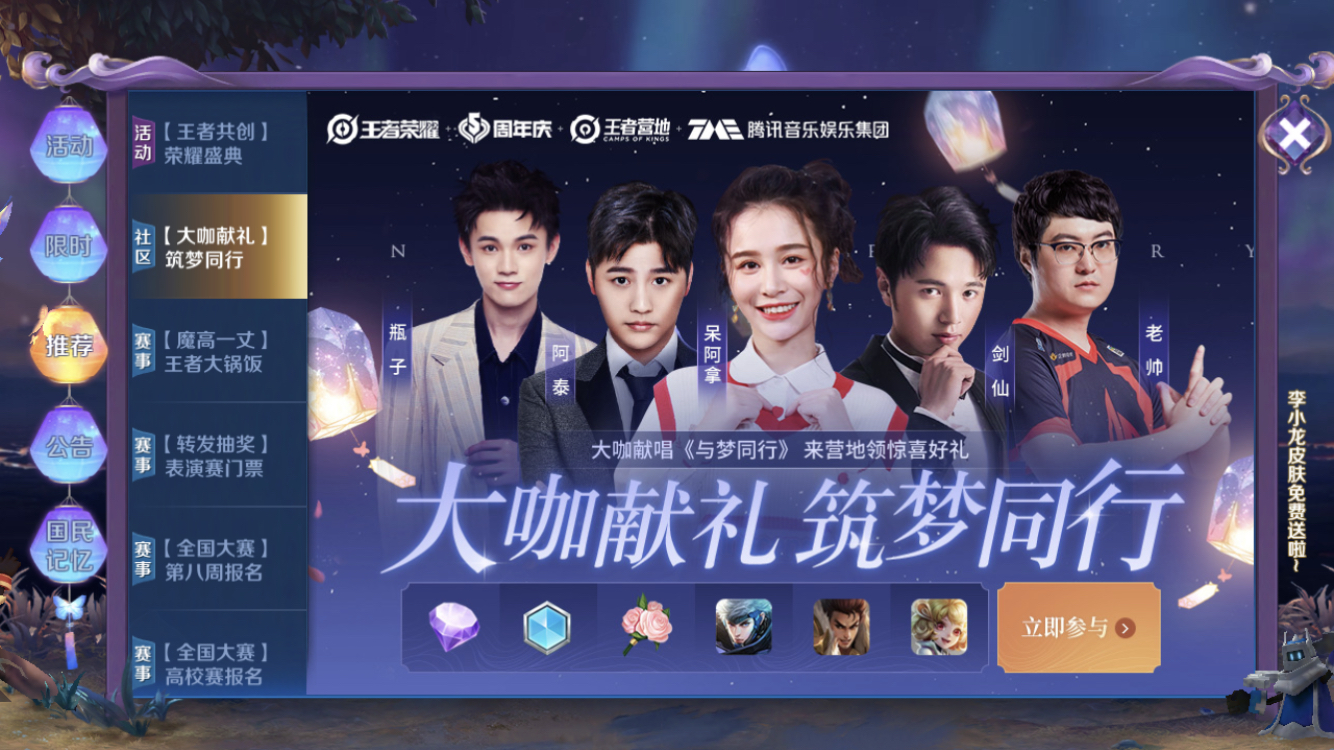 活动
限时
推荐
公告
国民
记忆
活动
【 王者共创 】
荣耀盛典
社区
【 大咖献礼 】
筑梦同行
赛事
【 魔高一丈 】
王者大锅饭
赛事
【 转发抽奖 】
表演赛门票
赛事
【 全国大赛 】
第八周报名
赛事
【 全国大赛 】
高校赛报名
王者荣耀
5周年庆
王者营地
CAMPS OF KINGS
TME 腾讯音乐娱乐集团
N
R
Y
瓶子
阿泰
呆阿拿
剑仙
老帅
大咖献唱《与梦同行》 来营地领惊喜好礼
大咖献礼 筑梦同行
立即参与
李小龙皮肤免费送啦~